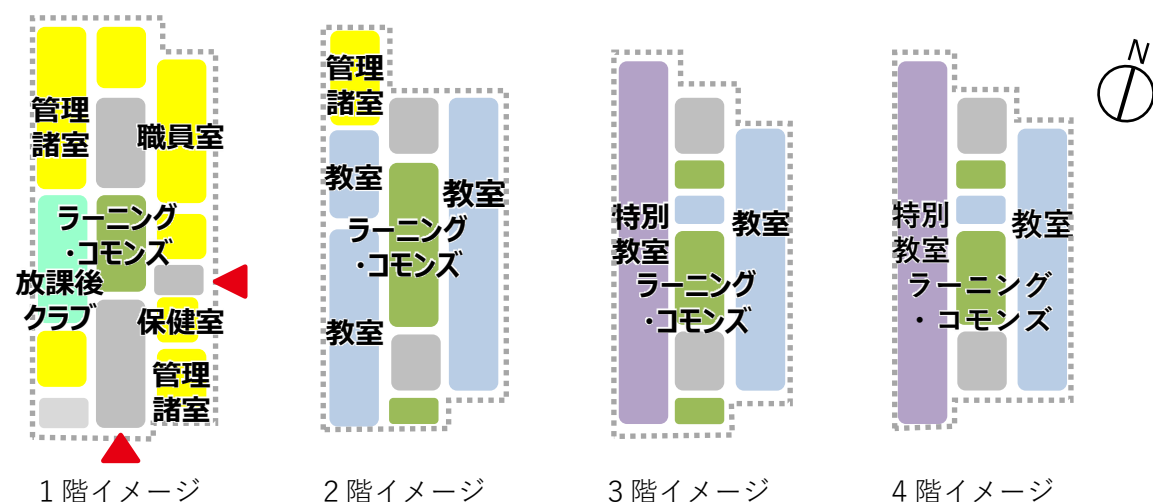 管理
諸室
職員室
ラーニング
・コモンズ
放課後
クラブ
保健室
管理
諸室
1階イメージ
管理
諸室
教室
教室
ラーニング
・コモンズ
教室
2階イメージ
特別
教室
教室
ラーニング
・コモンズ
3階イメージ
特別
教室
教室
ラーニング
・コモンズ
4階イメージ
N